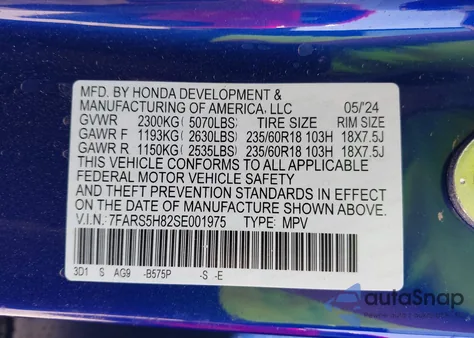 MFD. BY HONDA DEVELOPMENT &
MANUFACTURING OF AMERICA, LLC 05/'24
GVWR 2300KG( 5070LBS) TIRE SIZE RIM SIZE
GAWR F 1193KG( 2630LBS) 235/60R18 103H 18X7.5J
GAWR R 1150KG( 2535LBS) 235/60R18 103H 18X7.5J
THIS VEHICLE CONFORMS TO ALL APPLICABLE
FEDERAL MOTOR VEHICLE SAFETY
AND THEFT PREVENTION STANDARDS IN EFFECT
ON THE DATE OF MANUFACTURE SHOWN ABOVE.
V.I.N.: 7FARS5H82SE001975 TYPE: MPV
3D1 S AG9 -B575P -S -E
autoSnap